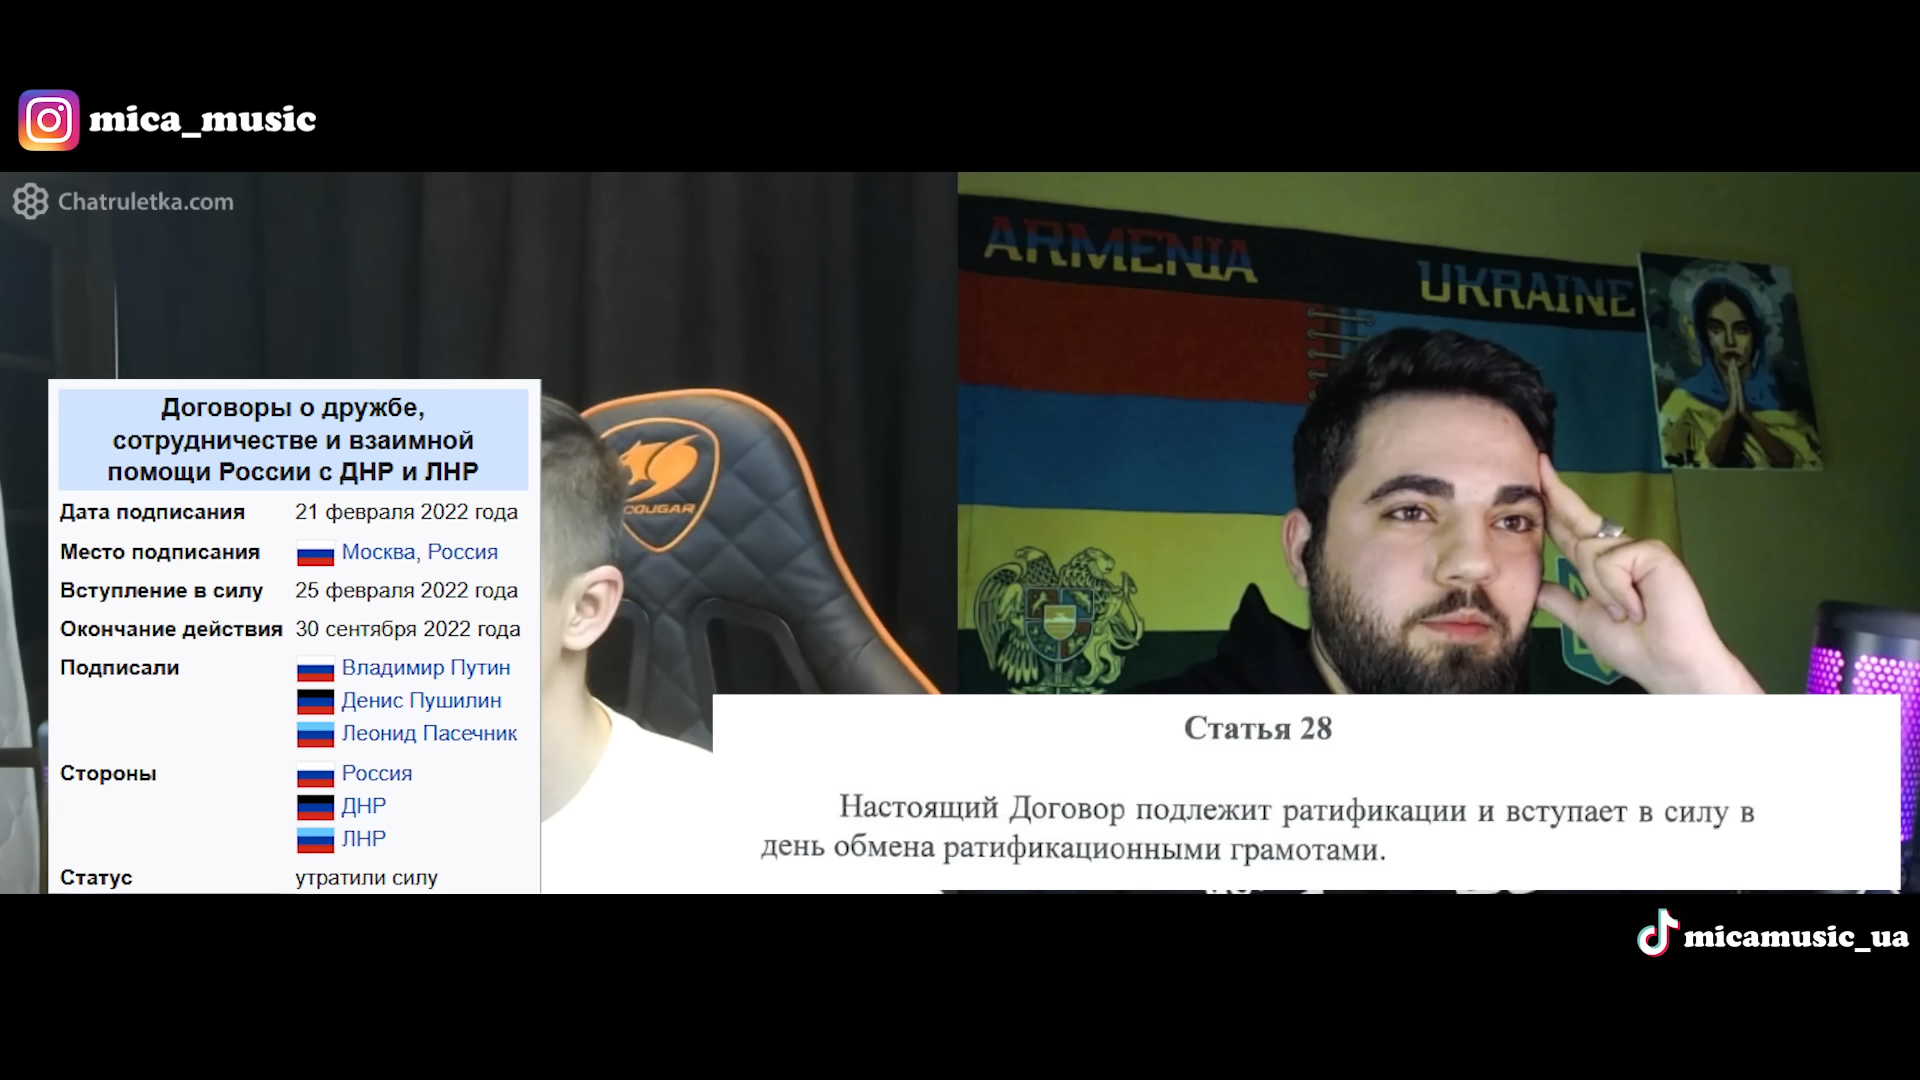 mica_music
Chatruletka.com
ARMENIA
UKRAINE
COUGAR
Договоры о дружбе,
сотрудничестве и взаимной
помощи России с ДНР и ЛНР
Дата подписания 21 февраля 2022 года
Место подписания Москва, Россия
Вступление в силу 25 февраля 2022 года
Окончание действия 30 сентября 2022 года
Подписали Владимир Путин
Денис Пушилин
Леонид Пасечник
Стороны Россия
ДНР
ЛНР
Статус утратили силу
Статья 28
Настоящий Договор подлежит ратификации и вступает в силу в
день обмена ратификационными грамотами.
micamusic_ua